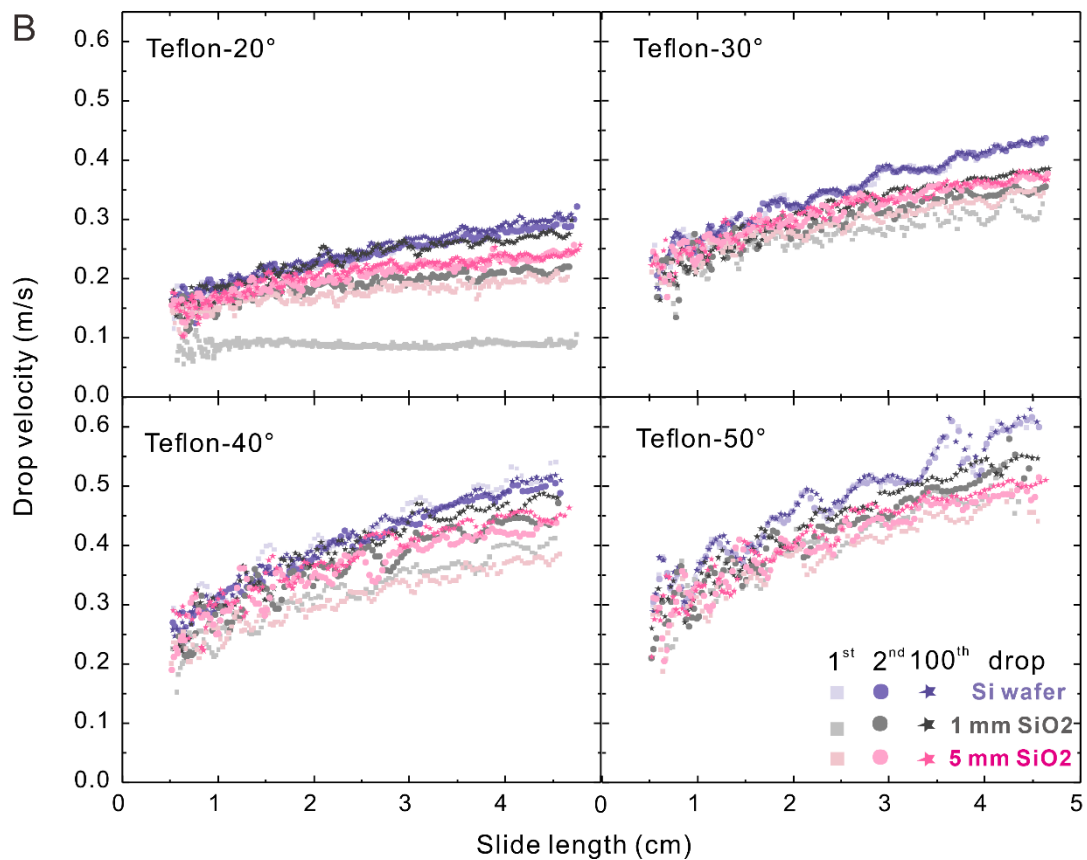 B
Teflon-20°
Teflon-30°
0.6
0.5
0.4
0.3
0.2
0.1
0.0
Teflon-40°
Teflon-50°
0.6
0.5
0.4
0.3
0.2
0.1
0.0
Drop velocity (m/s)
1st 2nd 100th drop
Si wafer
1 mm SiO2
5 mm SiO2
0 1 2 3 4 0 1 2 3 4 5
Slide length (cm)